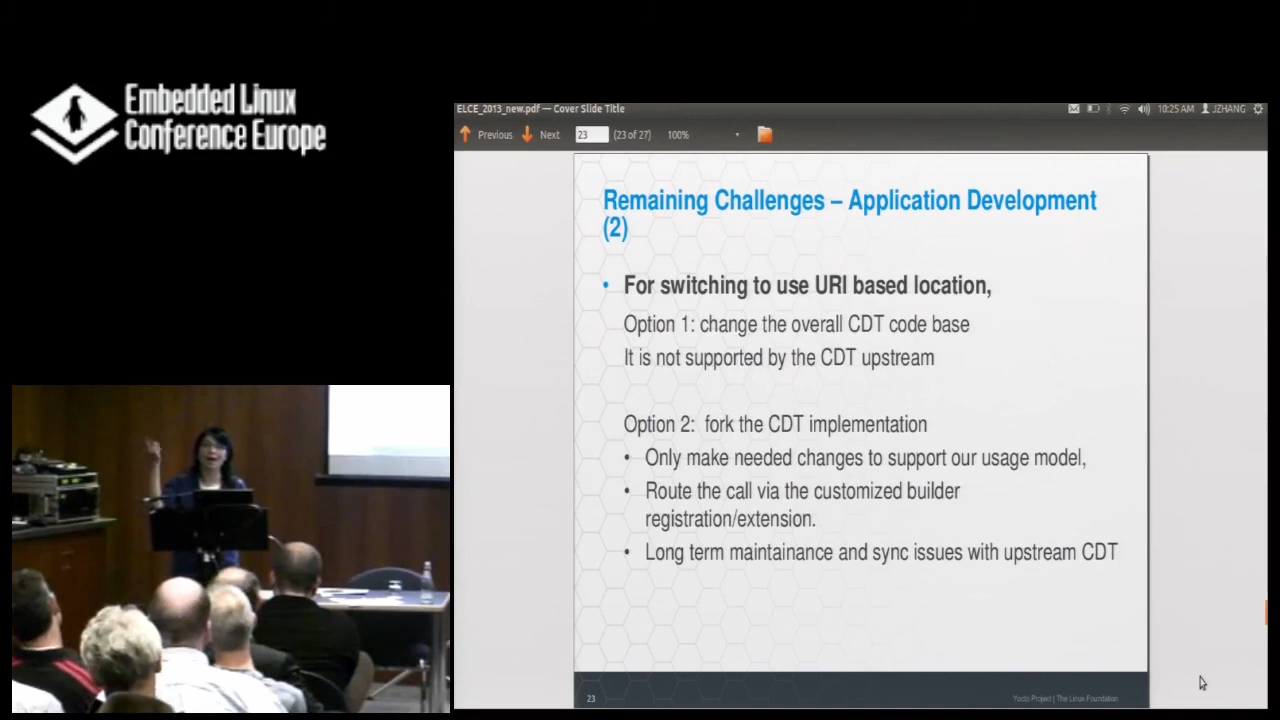 Embedded Linux
Conference Europe
ELCE_2013_new.pdf — Cover Slide Title
10:25 AM JZHANG
Previous Next 23 (23 of 27) 100%
Remaining Challenges – Application Development
(2)
• For switching to use URI based location,
Option 1: change the overall CDT code base
It is not supported by the CDT upstream
Option 2: fork the CDT implementation
• Only make needed changes to support our usage model,
• Route the call via the customized builder
registration/extension.
• Long term maintainance and sync issues with upstream CDT
23
Yocto Project | The Linux Foundation